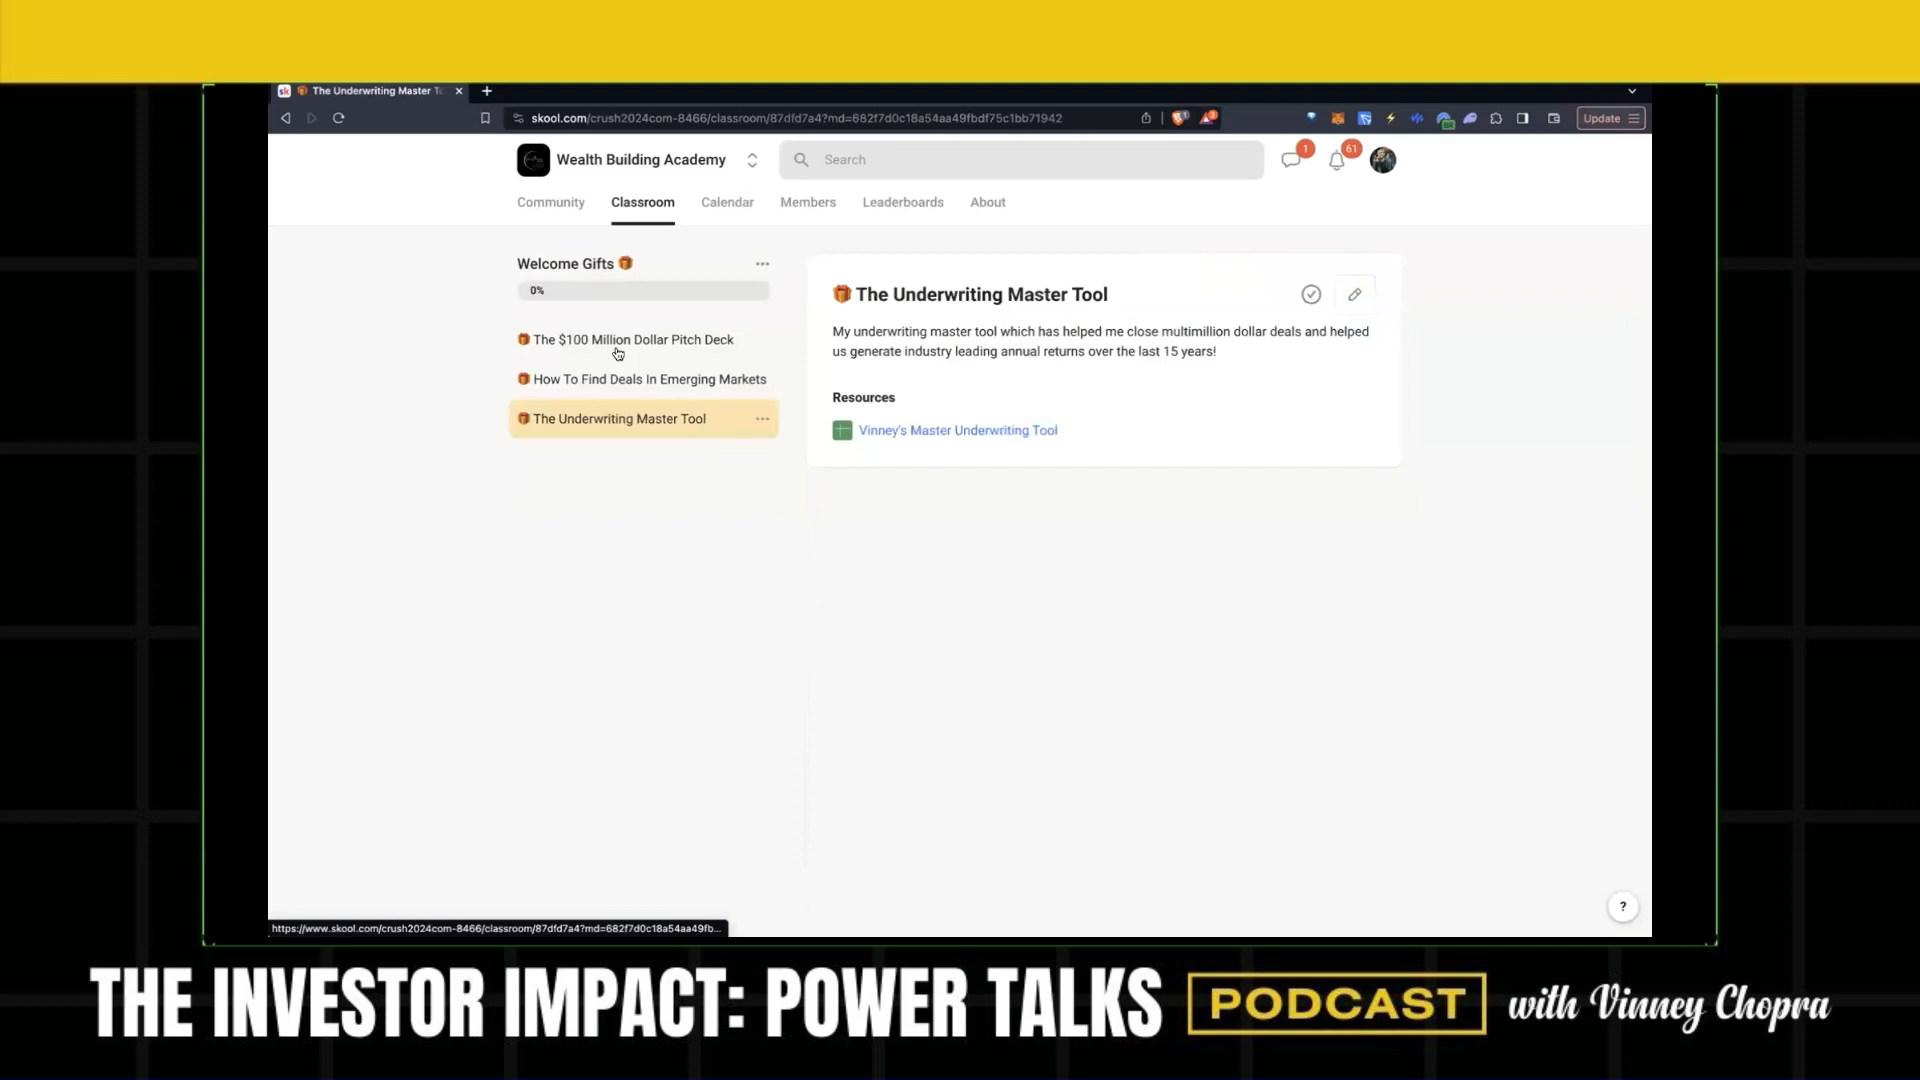 The Underwriting Master T
skool.com/crush2024com-8466/classroom/87dfd7a4?md=682f7d0c18a54aa49fbdf75c1bb71942
Update
Wealth Building Academy
Search
1
61
Community
Classroom
Calendar
Members
Leaderboards
About
Welcome Gifts
0%
The $100 Million Dollar Pitch Deck
How To Find Deals In Emerging Markets
The Underwriting Master Tool
The Underwriting Master Tool
My underwriting master tool which has helped me close multimillion dollar deals and helped
us generate industry leading annual returns over the last 15 years!
Resources
Vinney's Master Underwriting Tool
?
https://www.skool.com/crush2024com-8466/classroom/87dfd7a4?md=682f7d0c18a54aa49fb...
THE INVESTOR IMPACT: POWER TALKS PODCAST with Vinney Chopra